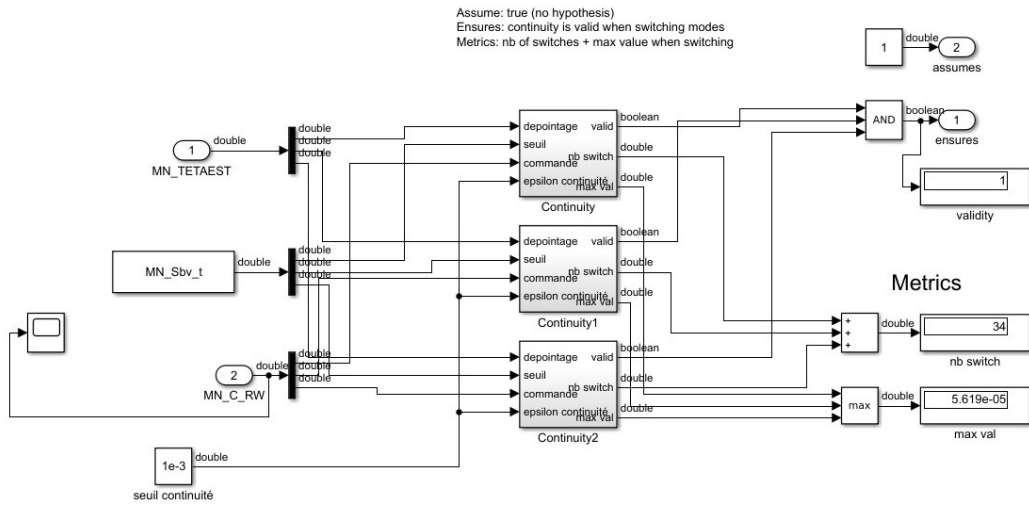 Assume: true (no hypothesis)
Ensures: continuity is valid when switching modes
Metrics: nb of switches + max value when switching
1
double
2
assumes
AND
boolean
1
ensures
1
validity
1
double
MN_TETAEST
double
double
double
depointage
valid
boolean
seuil
nb switch
double
commande
epsilon continuité
max val
double
Continuity
MN_Sbv_t
double
double
double
double
depointage
valid
boolean
seuil
nb switch
double
commande
epsilon continuité
max val
double
Continuity1
Metrics
+
+
+
double
34
nb switch
2
double
MN_C_RW
double
double
double
depointage
valid
boolean
seuil
nb switch
double
commande
epsilon continuité
max val
double
Continuity2
max
double
5.619e-05
max val
1e-3
double
seuil continuité